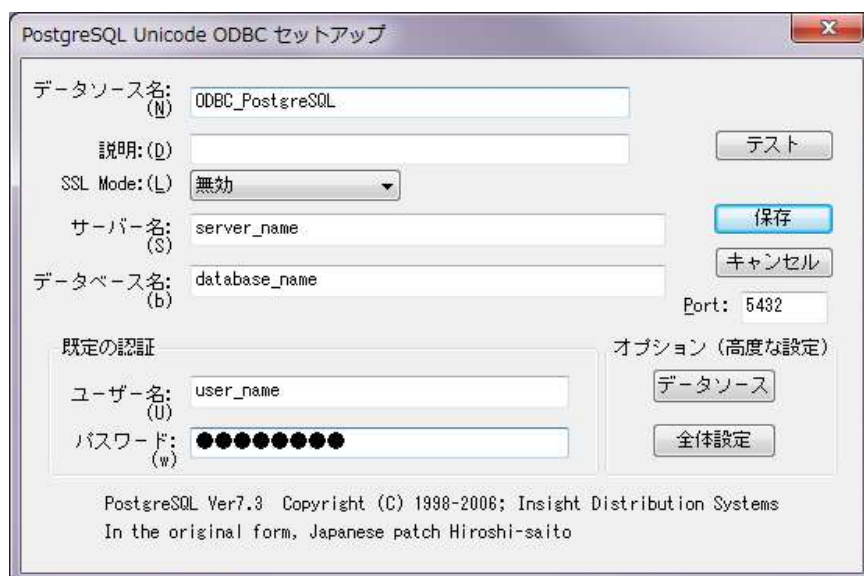 PostgreSQL Unicode ODBC セットアップ
データソース名:
(N)
ODBC_PostgreSQL
説明:(D)
テスト
SSL Mode:(L)
無効
サーバー名:
(S)
server_name
保存
キャンセル
データベース名:
(b)
database_name
Port: 5432
既定の認証
ユーザー名:
(U)
user_name
パスワード:
(w)
●●●●●●●●
オプション (高度な設定)
データソース
全体設定
PostgreSQL Ver7.3 Copyright (C) 1998-2006; Insight Distribution Systems
In the original form, Japanese patch Hiroshi-saito